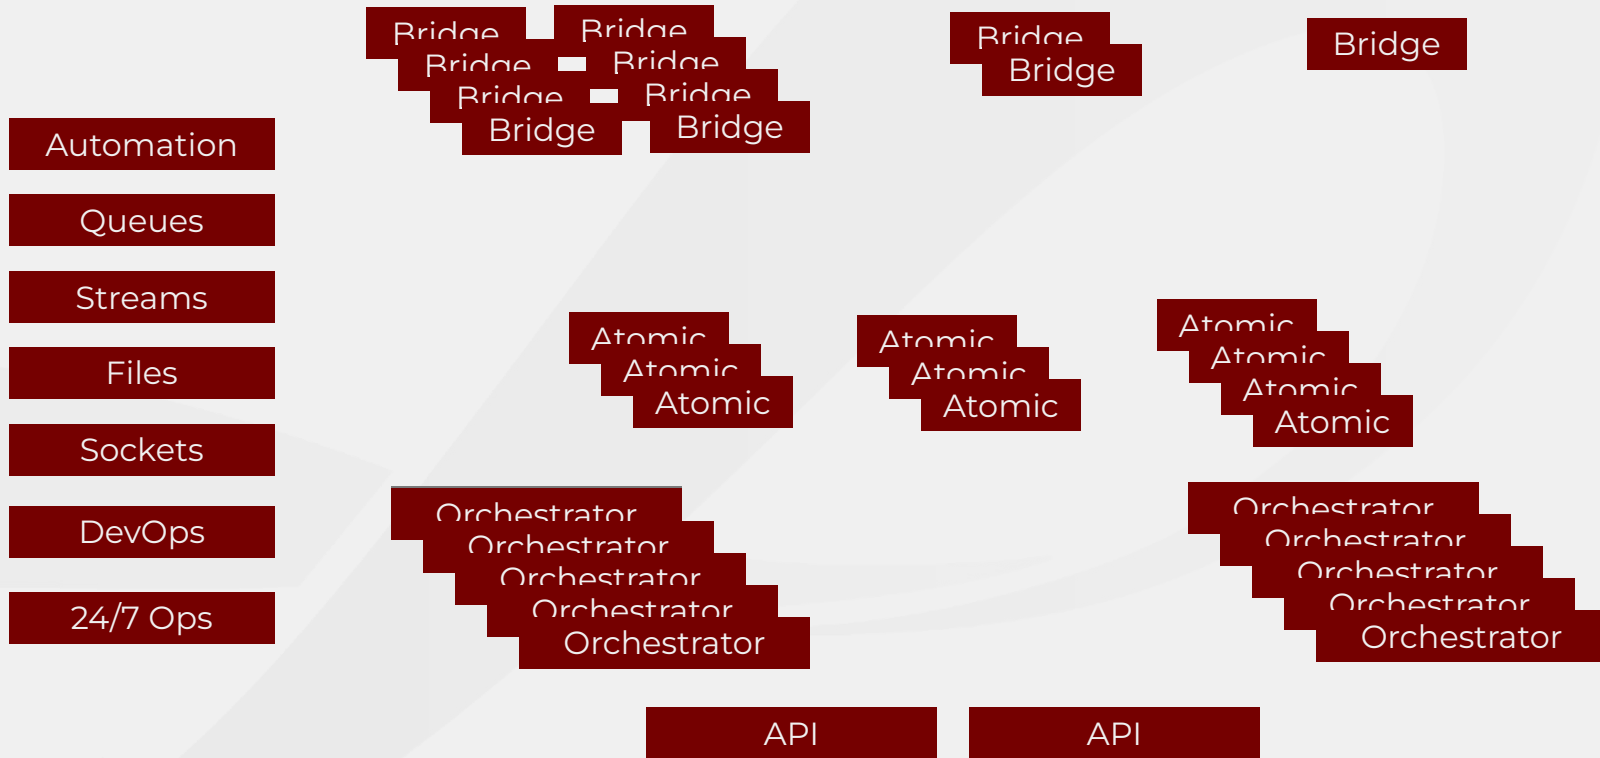 Bridge
Bridge
Bridge
Bridge
Bridge
Bridge
Bridge
Bridge
Bridge
Bridge
Bridge
Automation
Queues
Streams
Files
Sockets
DevOps
24/7 Ops
Atomic
Atomic
Atomic
Atomic
Atomic
Atomic
Atomic
Atomic
Atomic
Atomic
Orchestrator
Orchestrator
Orchestrator
Orchestrator
Orchestrator
Orchestrator
Orchestrator
Orchestrator
Orchestrator
Orchestrator
API
API